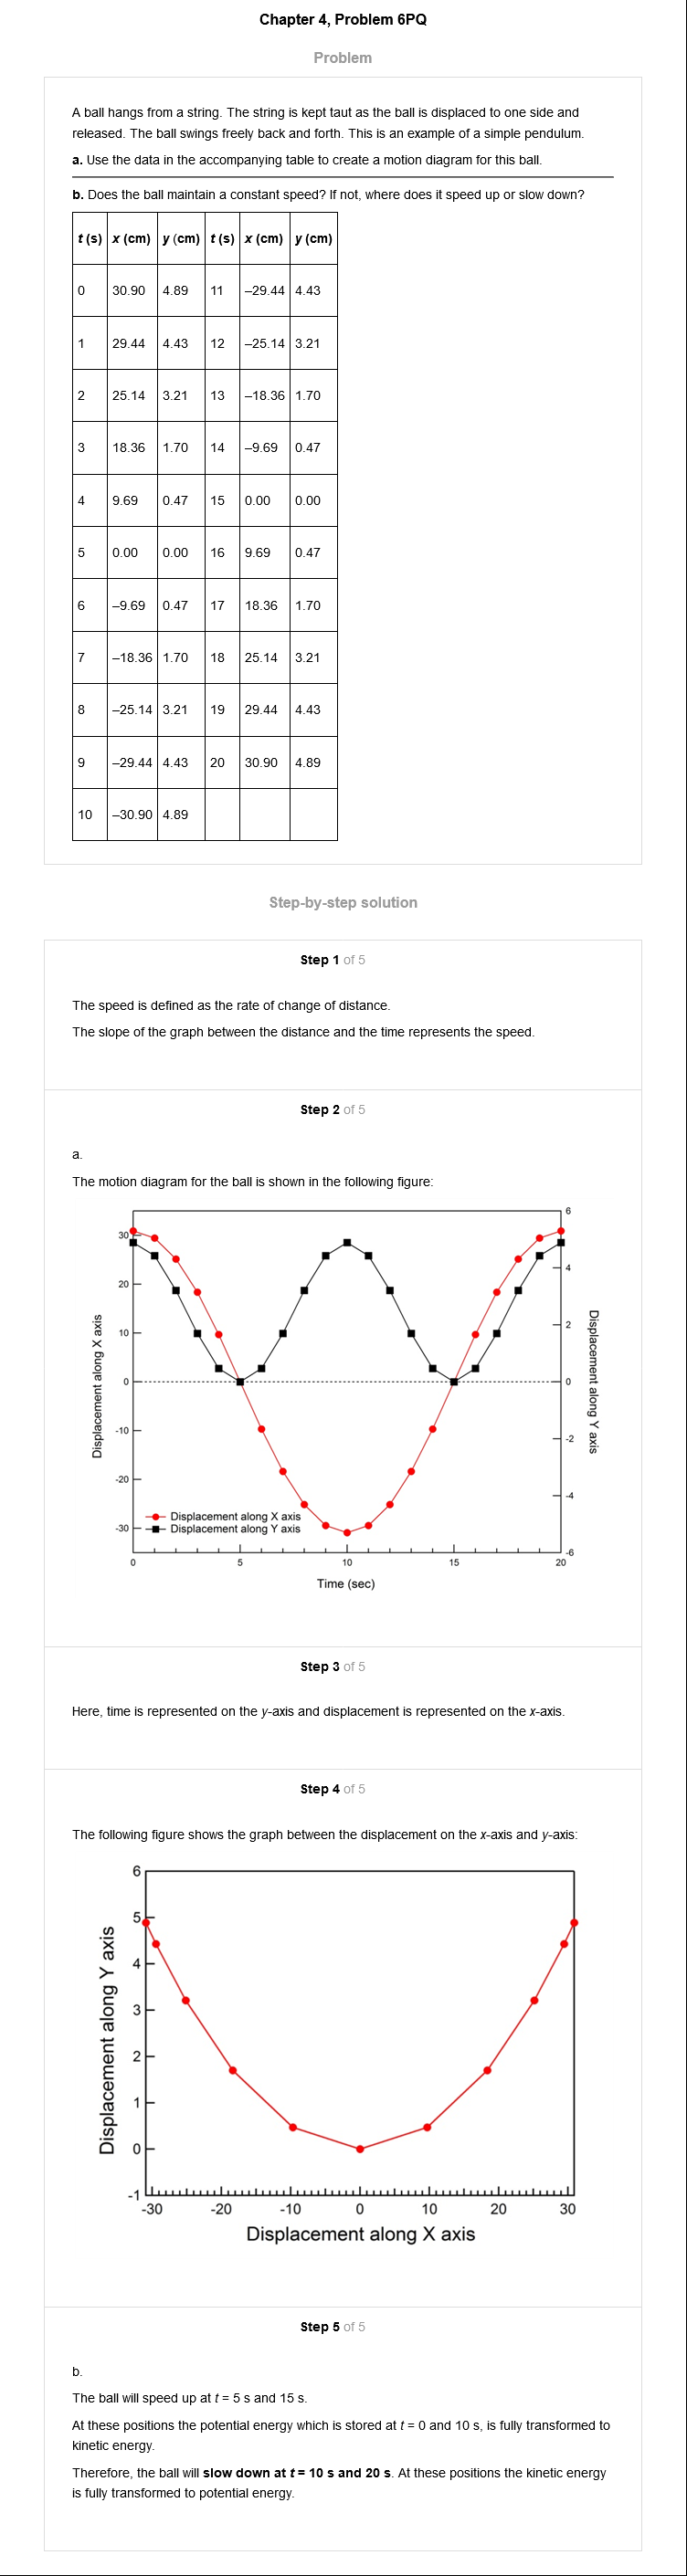 Chapter 4, Problem 6PQ
Problem
A ball hangs from a string. The string is kept taut as the ball is displaced to one side and
released. The ball swings freely back and forth. This is an example of a simple pendulum.
a. Use the data in the accompanying table to create a motion diagram for this ball.
b. Does the ball maintain a constant speed? If not, where does it speed up or slow down?
t (s) x (cm) y (cm) t (s) x (cm) y (cm)
0 30.90 4.89 11 –29.44 4.43
1 29.44 4.43 12 –25.14 3.21
2 25.14 3.21 13 –18.36 1.70
3 18.36 1.70 14 –9.69 0.47
4 9.69 0.47 15 0.00 0.00
5 0.00 0.00 16 9.69 0.47
6 –9.69 0.47 17 18.36 1.70
7 –18.36 1.70 18 25.14 3.21
8 –25.14 3.21 19 29.44 4.43
9 –29.44 4.43 20 30.90 4.89
10 –30.90 4.89
Step-by-step solution
Step 1 of 5
The speed is defined as the rate of change of distance.
The slope of the graph between the distance and the time represents the speed.
Step 2 of 5
a.
The motion diagram for the ball is shown in the following figure:
30
20
10
0
-10
-20
-30
Displacement along X axis
6
4
2
0
-2
-4
-6
Displacement along Y axis
Displacement along X axis
Displacement along Y axis
0 5 10 15 20
Time (sec)
Step 3 of 5
Here, time is represented on the y-axis and displacement is represented on the x-axis.
Step 4 of 5
The following figure shows the graph between the displacement on the x-axis and y-axis:
6
5
4
3
2
1
0
-1
Displacement along Y axis
-30 -20 -10 0 10 20 30
Displacement along X axis
Step 5 of 5
b.
The ball will speed up at t = 5 s and 15 s.
At these positions the potential energy which is stored at t = 0 and 10 s, is fully transformed to
kinetic energy.
Therefore, the ball will slow down at t = 10 s and 20 s. At these positions the kinetic energy
is fully transformed to potential energy.